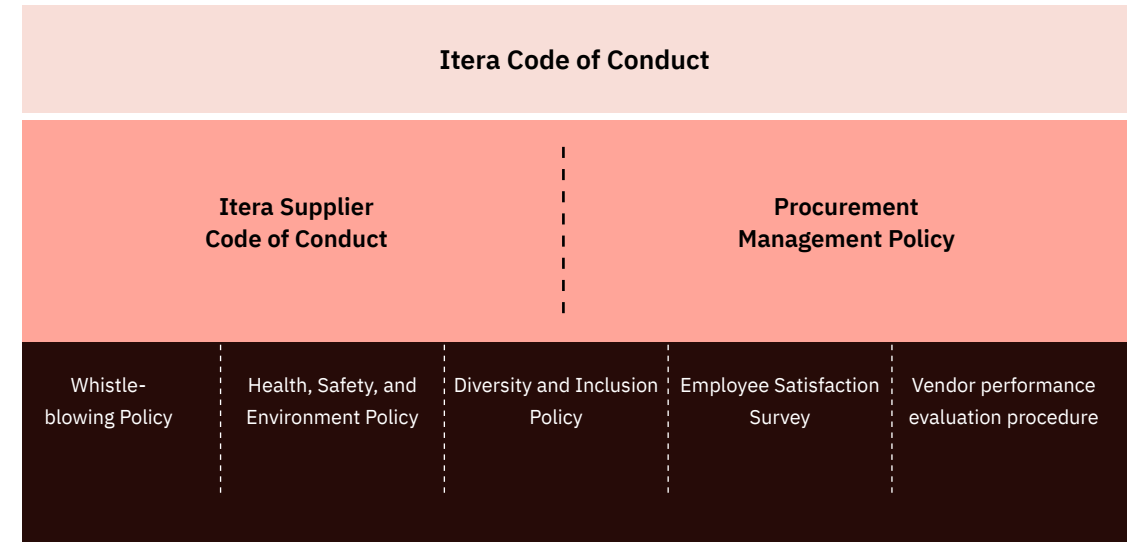 Itera Code of Conduct
Itera Supplier
Code of Conduct
Procurement
Management Policy
Whistle-
blowing Policy
Health, Safety, and
Environment Policy
Diversity and Inclusion
Policy
Employee Satisfaction
Survey
Vendor performance
evaluation procedure